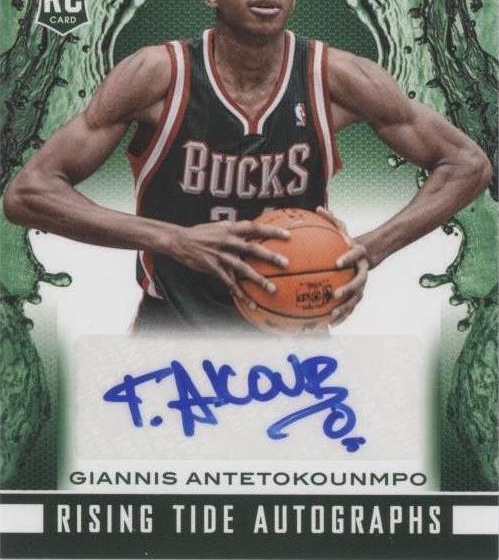 RC
CARD
BUCKS
GIANNIS ANTETOKOUNMPO
RISING TIDE AUTOGRAPHS